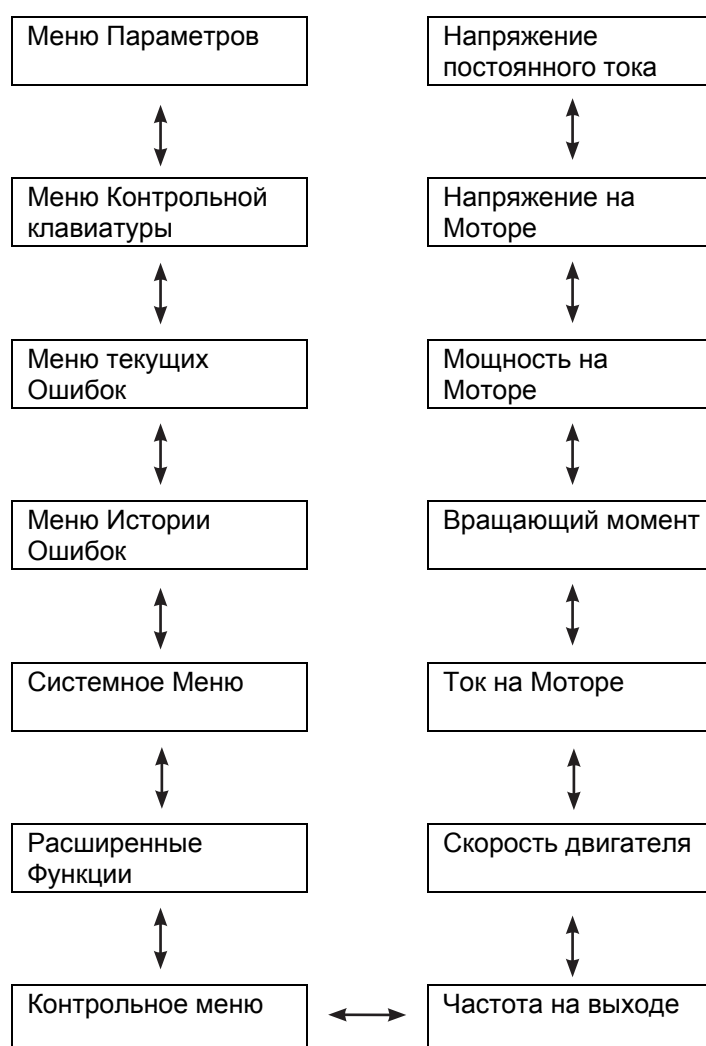 Меню Параметров
Меню Контрольной
клавиатуры
Меню текущих
Ошибок
Меню Истории
Ошибок
Системное Меню
Расширенные
Функции
Контрольное меню
Напряжение
постоянного тока
Напряжение на
Моторе
Мощность на
Моторе
Вращающий момент
Ток на Моторе
Скорость двигателя
Частота на выходе